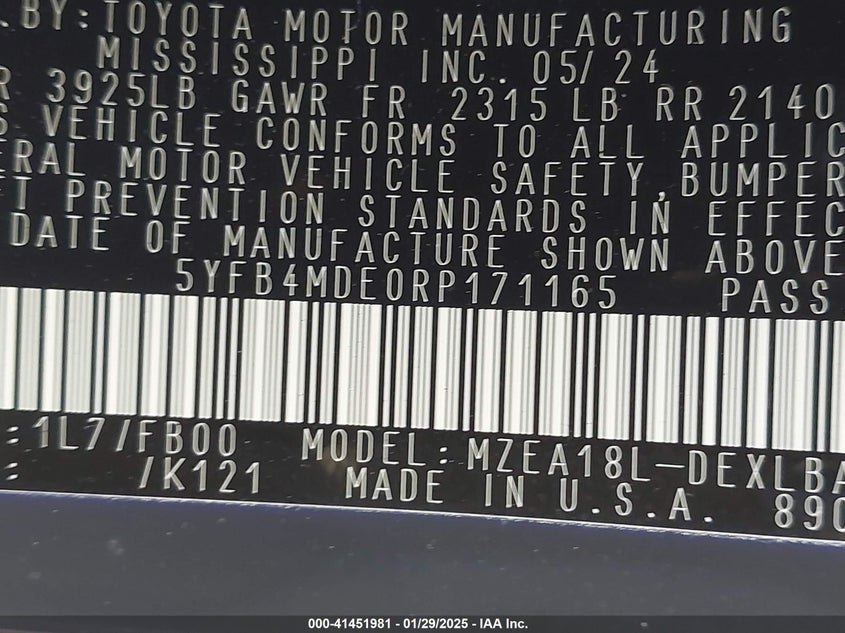 .BY:TOYOTA MOTOR MANUFACTURING
MISSISSIPPI INC. 05/24
R 3925LB GAWR FR 2315 LB RR 2140
S VEHICLE CONFORMS TO ALL APPLIC
ERAL MOTOR VEHICLE SAFETY,BUMPER
T PREVENTION STANDARDS IN EFFEC
DATE OF MANUFACTURE SHOWN ABOVE
5YFB4MDE0RP171165 PASS
:1L7/FB00 MODEL:MZEA18L-DEXLBA
: /K121 MADE IN U.S.A. 890
000-41451981 | 01/29/2025 - IAA Inc.